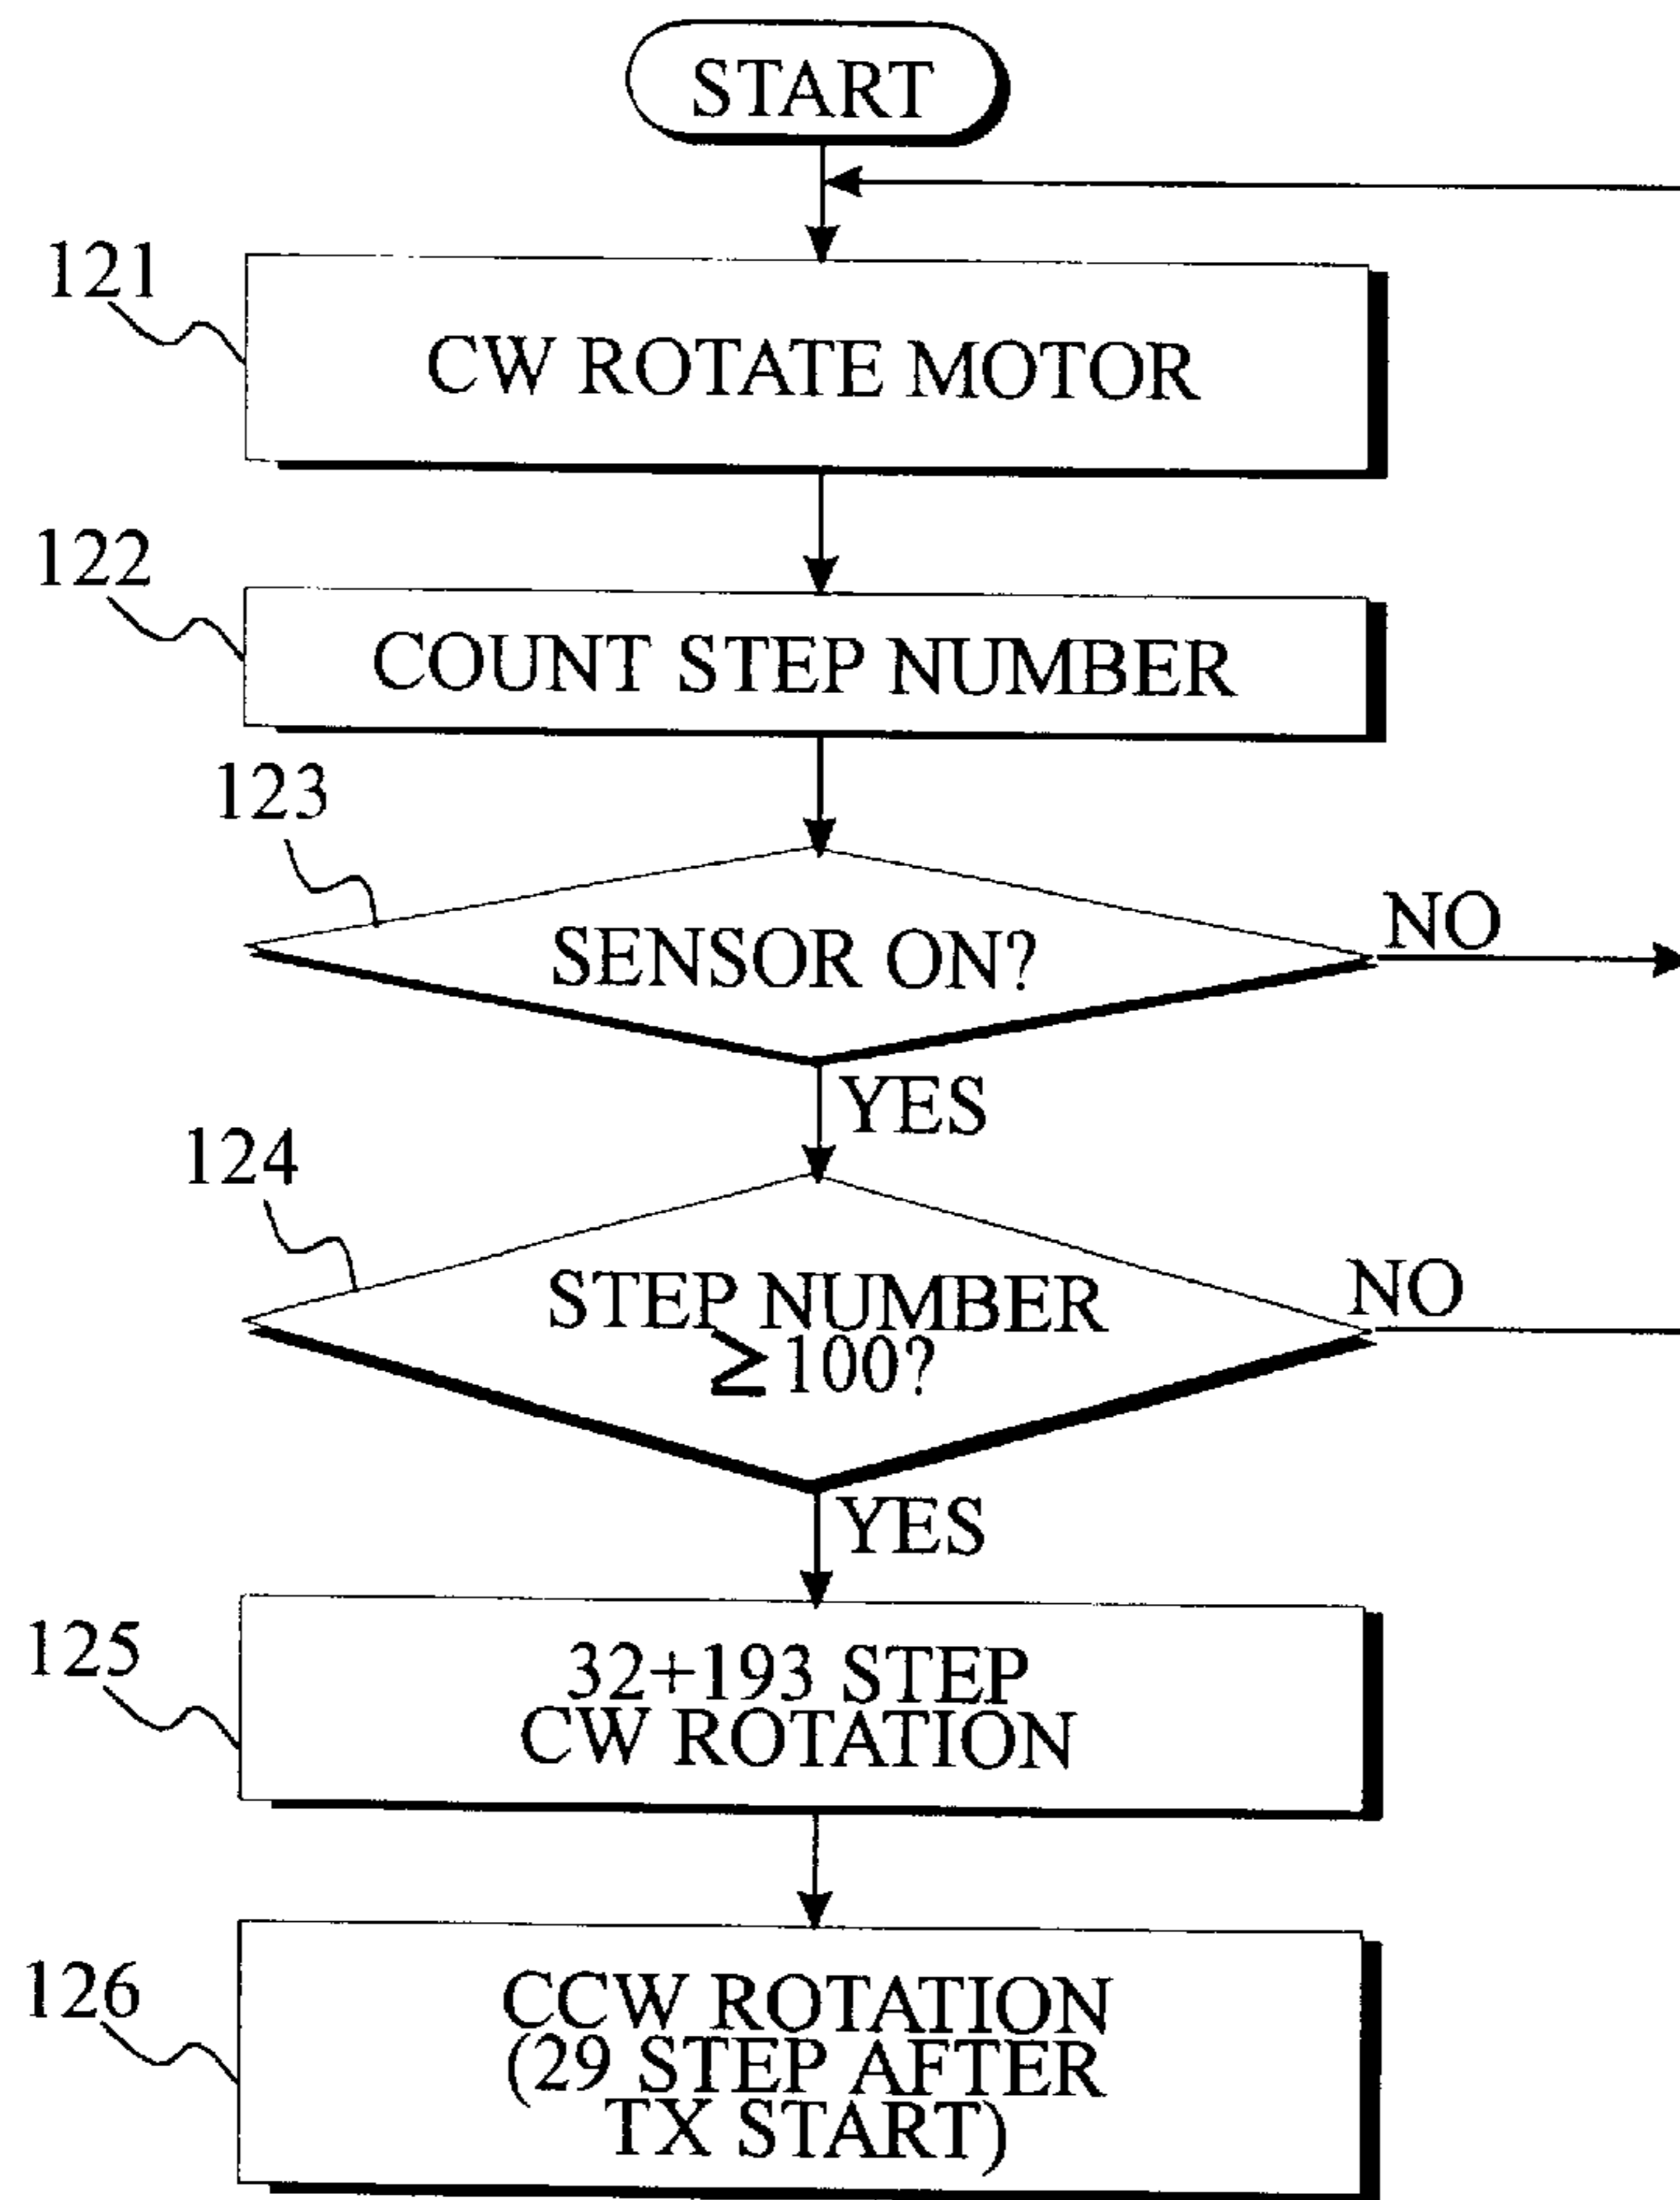 START
121
CW ROTATE MOTOR
122
COUNT STEP NUMBER
123
SENSOR ON?
NO
YES
124
STEP NUMBER
≥100?
NO
YES
125
32+193 STEP
CW ROTATION
126
CCW ROTATION
(29 STEP AFTER
TX START)